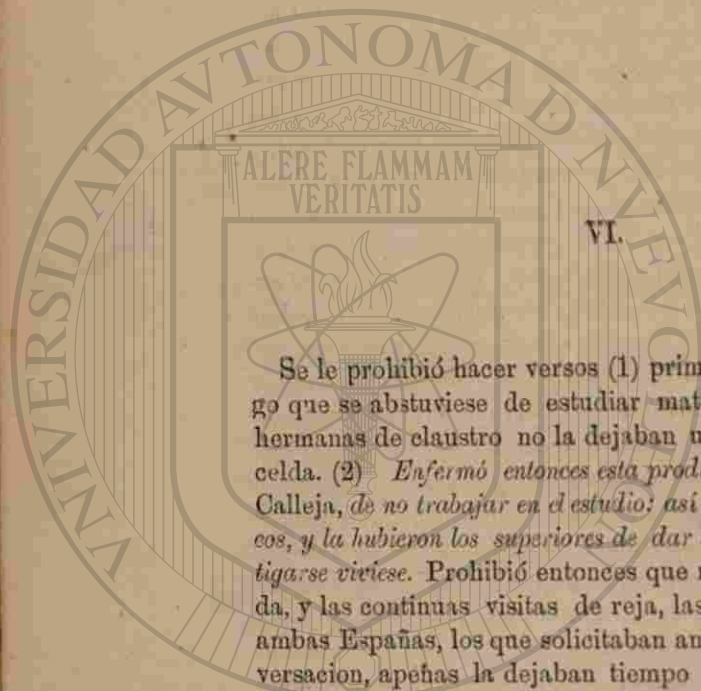 VNIVERSIDAD AVTONOMA D NVEVO
ALERE FLAMMAM
VERITATIS
VI.
Se le prohibió hacer versos (1) prim
go que se abstuviese de estudiar mat
hermanas de claustro no la dejaban u
celda. (2) Enfermó entonces esta prod
Calleja, de no trabajar en el estudio: así
cos, y la hubieron los superiores de dar
tigarse viviese. Prohibió entonces que
da, y las continuas visitas de reja, las
ambas Españas, los que solicitaban an
versacion, apenas la dejaban tiempo